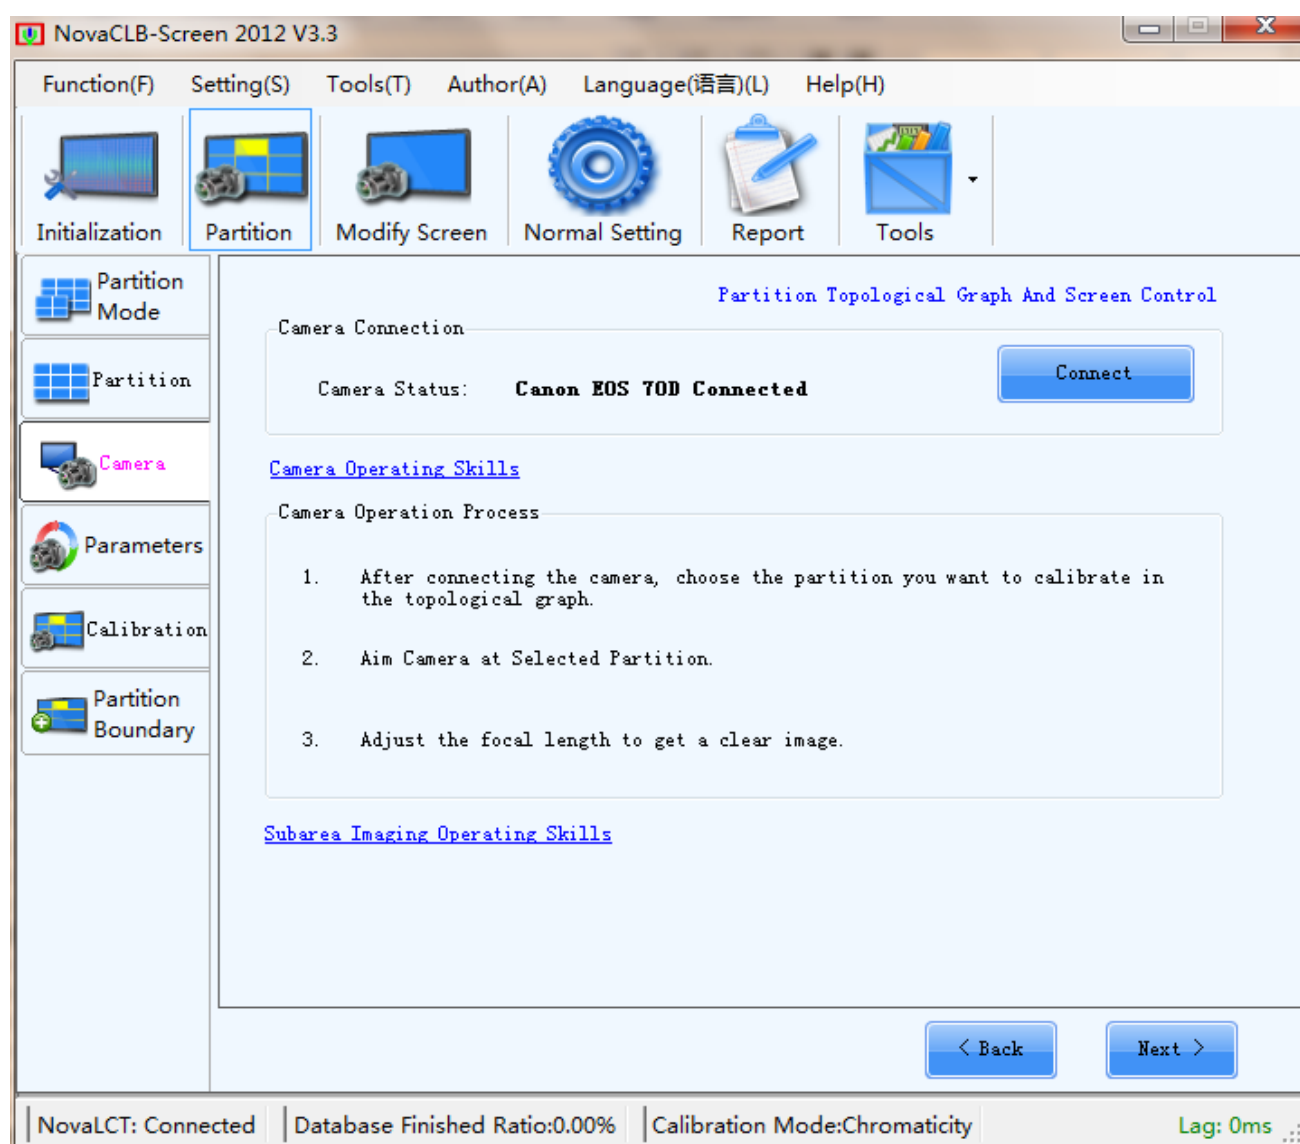 NovaCLB-Screen 2012 V3.3
Function(F) Setting(S) Tools(T) Author(A) Language(语言)(L) Help(H)
Initialization Partition Modify Screen Normal Setting Report Tools
Partition
Mode
Partition
Camera
Parameters
Calibration
Partition
Boundary
Partition Topological Graph And Screen Control
Camera Connection
Camera Status: Canon EOS 70D Connected
Connect
Camera Operating Skills
Camera Operation Process
1. After connecting the camera, choose the partition you want to calibrate in
the topological graph.
2. Aim Camera at Selected Partition.
3. Adjust the focal length to get a clear image.
Subarea Imaging Operating Skills
< Back Next >
NovaLCT: Connected Database Finished Ratio:0.00% Calibration Mode:Chromaticity Lag: 0ms